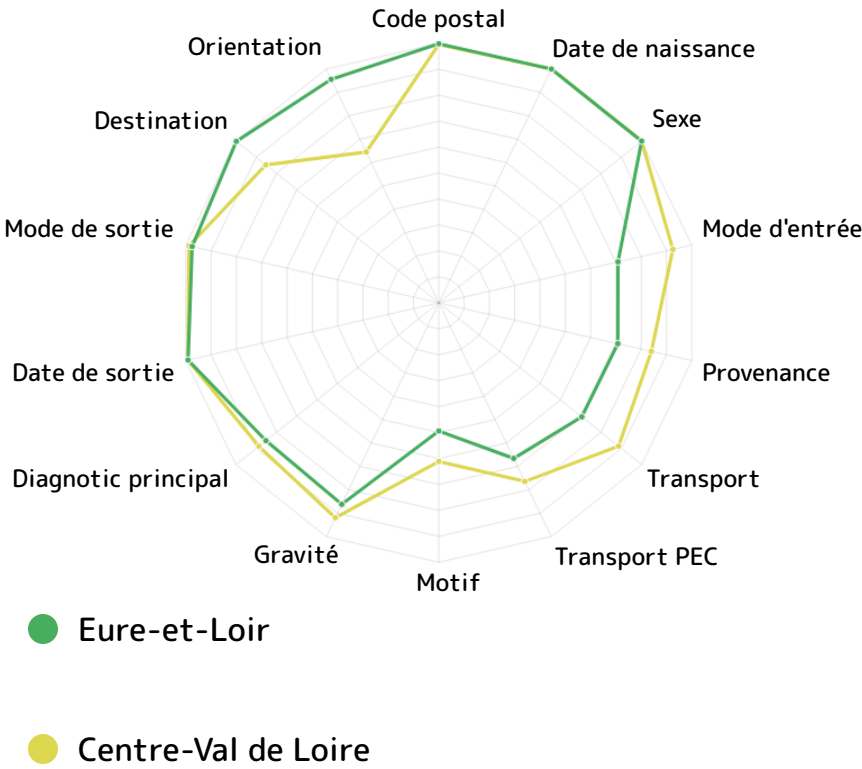 Code postal
Orientation
Date de naissance
Destination
Sexe
Mode de sortie
Mode d'entrée
Date de sortie
Provenance
Diagnotic principal
Transport
Gravité
Transport PEC
Motif
Eure-et-Loir
Centre-Val de Loire